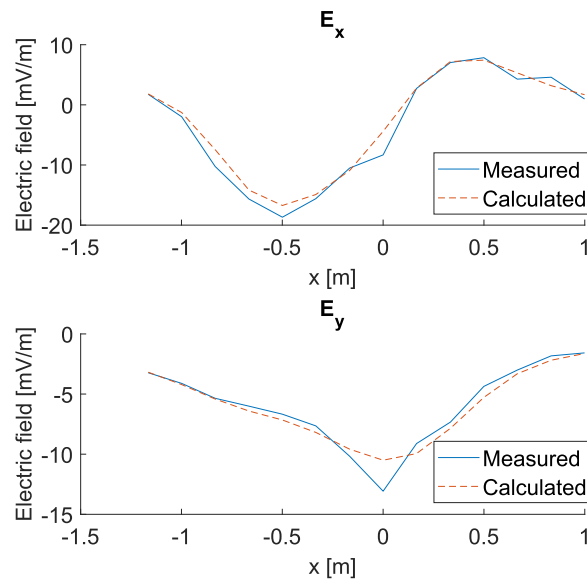 E_x
Electric field [mV/m]
10
0
-10
-20
-1.5
-1
-0.5
0
0.5
1
x [m]
Measured
Calculated
E_y
Electric field [mV/m]
0
-5
-10
-15
-1.5
-1
-0.5
0
0.5
1
x [m]
Measured
Calculated